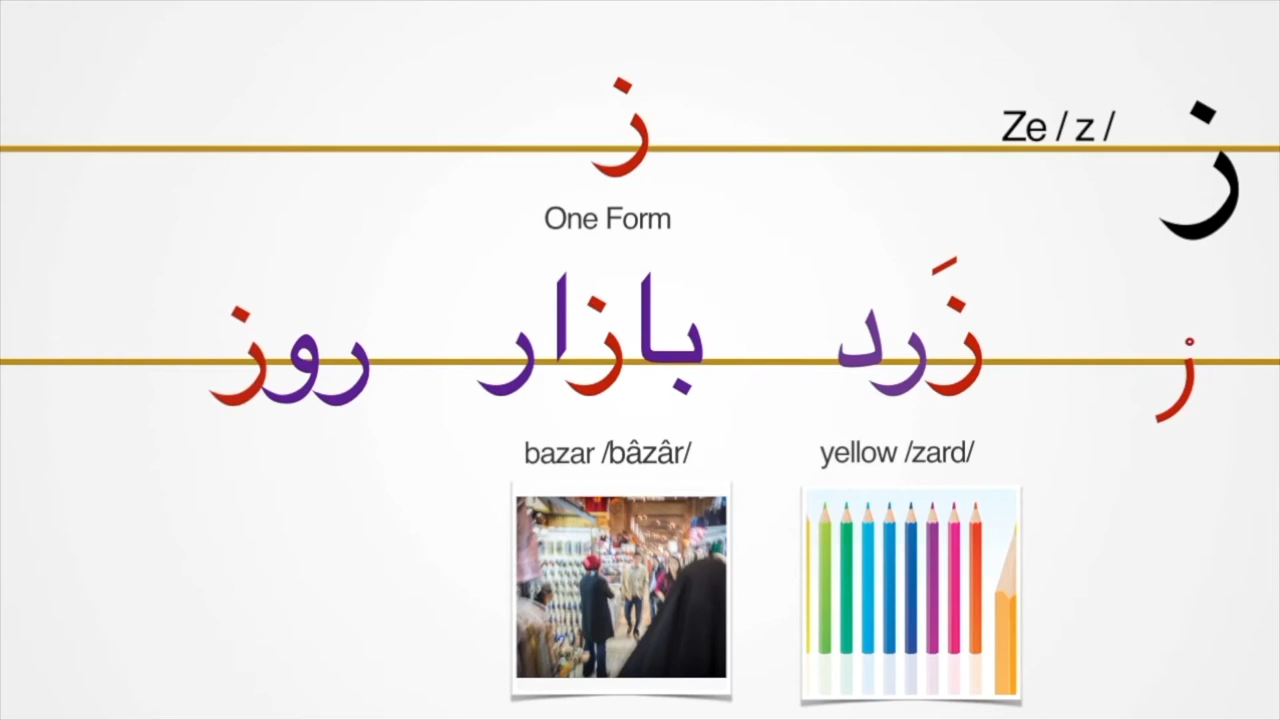 ز
Ze / z /
ز
One Form
زَرد
بازار
روز
yellow /zard/
bazar /bâzâr/